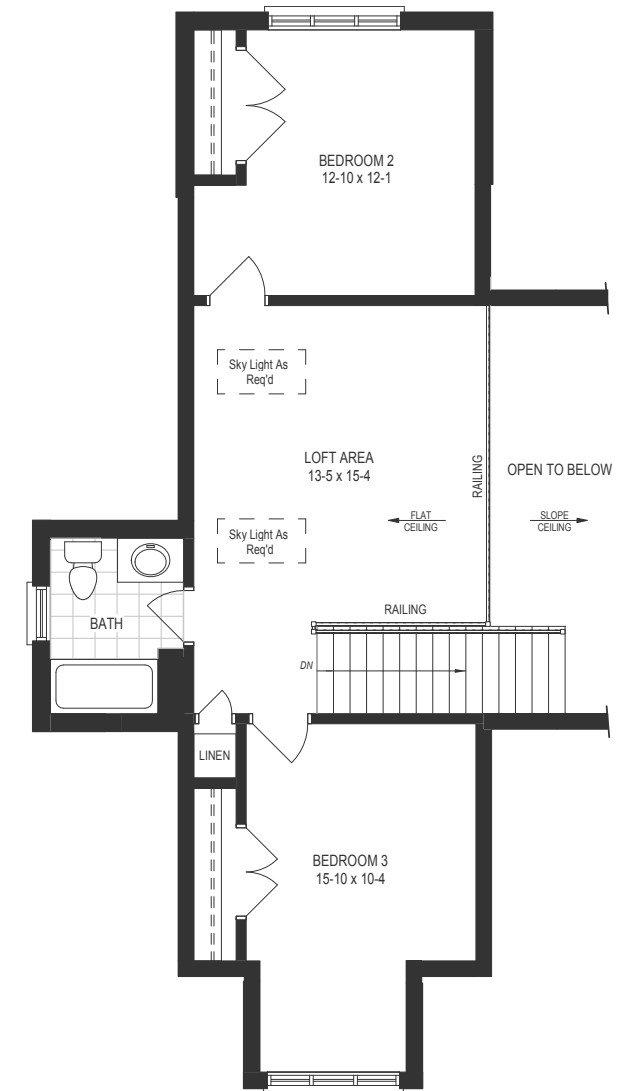 BEDROOM 2
12-10 x 12-1
Sky Light As
Req'd
LOFT AREA
13-5 x 15-4
RAILING
OPEN TO BELOW
FLAT
CEILING
SLOPE
CEILING
Sky Light As
Req'd
BATH
RAILING
DN
LINEN
BEDROOM 3
15-10 x 10-4